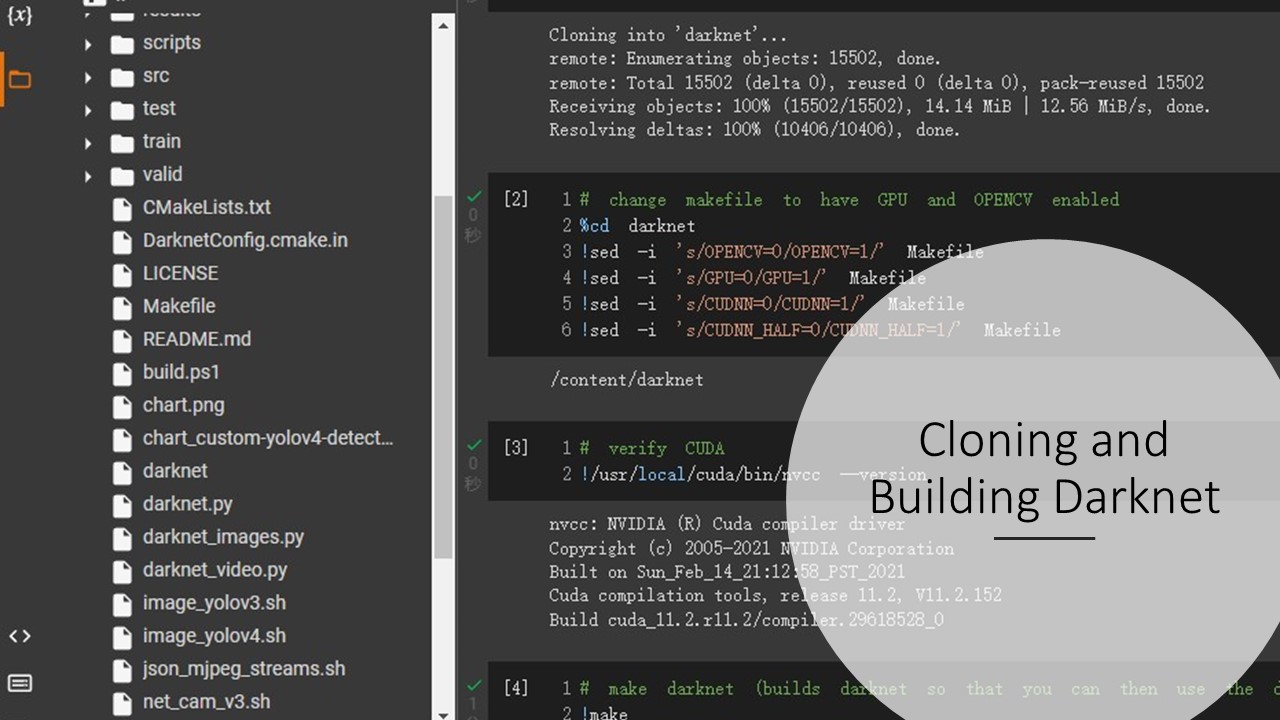 {x}
results
scripts
src
test
train
valid
CMakeLists.txt
DarknetConfig.cmake.in
LICENSE
Makefile
README.md
build.ps1
chart.png
chart_custom-yolov4-detect...
darknet
darknet.py
darknet_images.py
darknet_video.py
image_yolov3.sh
image_yolov4.sh
json_mjpeg_streams.sh
net_cam_v3.sh
<>
Cloning into 'darknet'...
remote: Enumerating objects: 15502, done.
remote: Total 15502 (delta 0), reused 0 (delta 0), pack-reused 15502
Receiving objects: 100% (15502/15502), 14.14 MiB | 12.56 MiB/s, done.
Resolving deltas: 100% (10406/10406), done.
0
秒
[2]
1 # change makefile to have GPU and OPENCV enabled
2 %cd darknet
3 !sed -i 's/OPENCV=0/OPENCV=1/' Makefile
4 !sed -i 's/GPU=0/GPU=1/' Makefile
5 !sed -i 's/CUDNN=0/CUDNN=1/' Makefile
6 !sed -i 's/CUDNN_HALF=0/CUDNN_HALF=1/' Makefile
/content/darknet
0
秒
[3]
1 # verify CUDA
2 !/usr/local/cuda/bin/nvcc --version
nvcc: NVIDIA (R) Cuda compiler driver
Copyright (c) 2005-2021 NVIDIA Corporation
Built on Sun_Feb_14_21:12:58_PST_2021
Cuda compilation tools, release 11.2, V11.2.152
Build cuda_11.2.r11.2/compiler.29618528_0
1
[4]
1 # make darknet (builds darknet so that you can then use the d
2 !make
Cloning and
Building Darknet